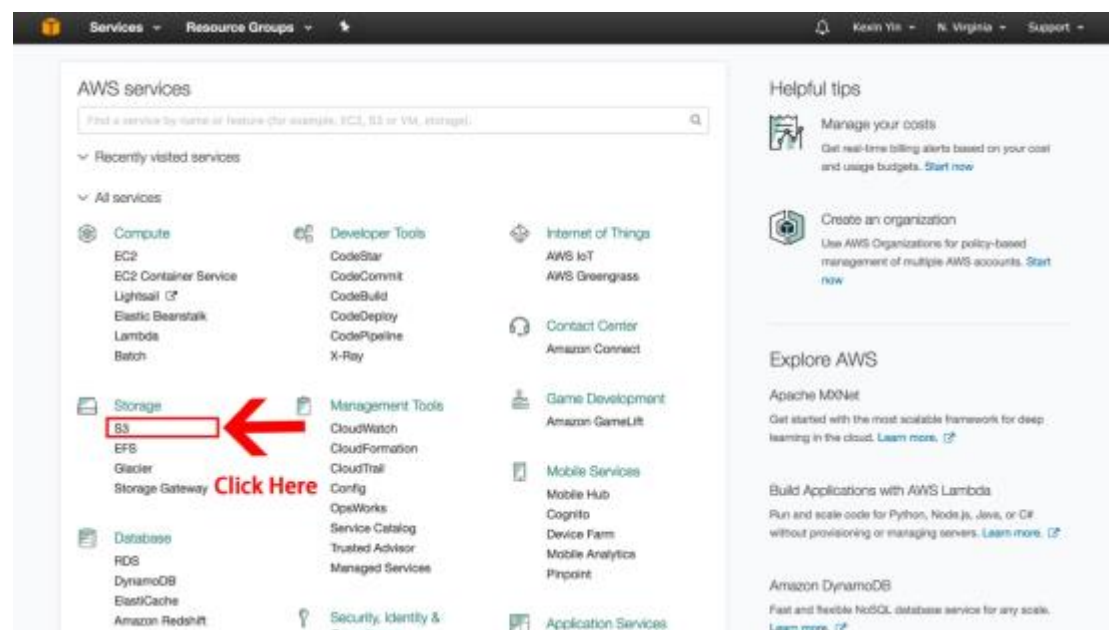 Services
Resource Groups
Kexin Yin
N. Virginia
Support
AWS services
Find a service by name or feature (for example, EC2, S3 or VM, storage).
Recently visited services
All services
Compute
EC2
EC2 Container Service
Lightsail
Elastic Beanstalk
Lambda
Batch
Storage
S3
EFS
Glacier
Storage Gateway
Click Here
Database
RDS
DynamoDB
ElastiCache
Amazon Redshift
Developer Tools
CodeStar
CodeCommit
CodeBuild
CodeDeploy
CodePipeline
X-Ray
Management Tools
CloudWatch
CloudFormation
CloudTrail
Config
OpsWorks
Service Catalog
Trusted Advisor
Managed Services
Security, Identity &
Internet of Things
AWS IoT
AWS Greengrass
Contact Center
Amazon Connect
Game Development
Amazon GameLift
Mobile Services
Mobile Hub
Cognito
Device Farm
Mobile Analytics
Pinpoint
Application Services
Helpful tips
Manage your costs
Get real-time billing alerts based on your cost
and usage budgets. Start now
Create an organization
Use AWS Organizations for policy-based
management of multiple AWS accounts. Start
now
Explore AWS
Apache MXNet
Get started with the most scalable framework for deep
learning in the cloud. Learn more.
Build Applications with AWS Lambda
Run and scale code for Python, Node.js, Java, or C#
without provisioning or managing servers. Learn more.
Amazon DynamoDB
Fast and flexible NoSQL database service for any scale.
Learn more.